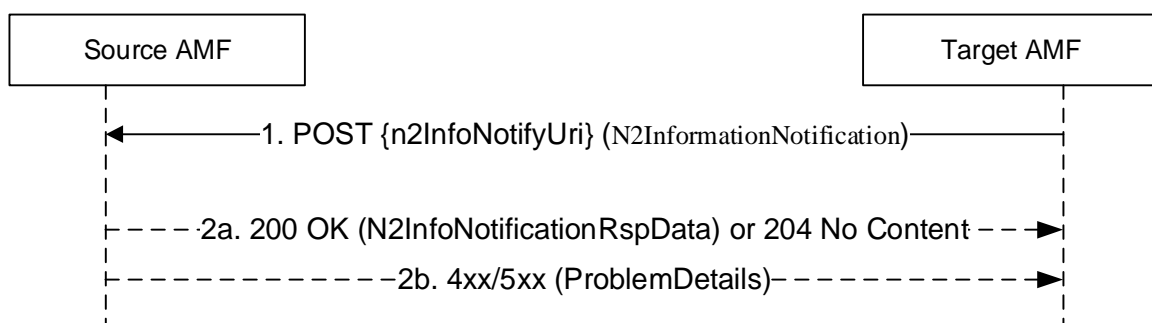 Source AMF
Target AMF
1. POST {n2InfoNotifyUri} (N2InformationNotification)
2a. 200 OK (N2InfoNotificationRspData) or 204 No Content
2b. 4xx/5xx (ProblemDetails)